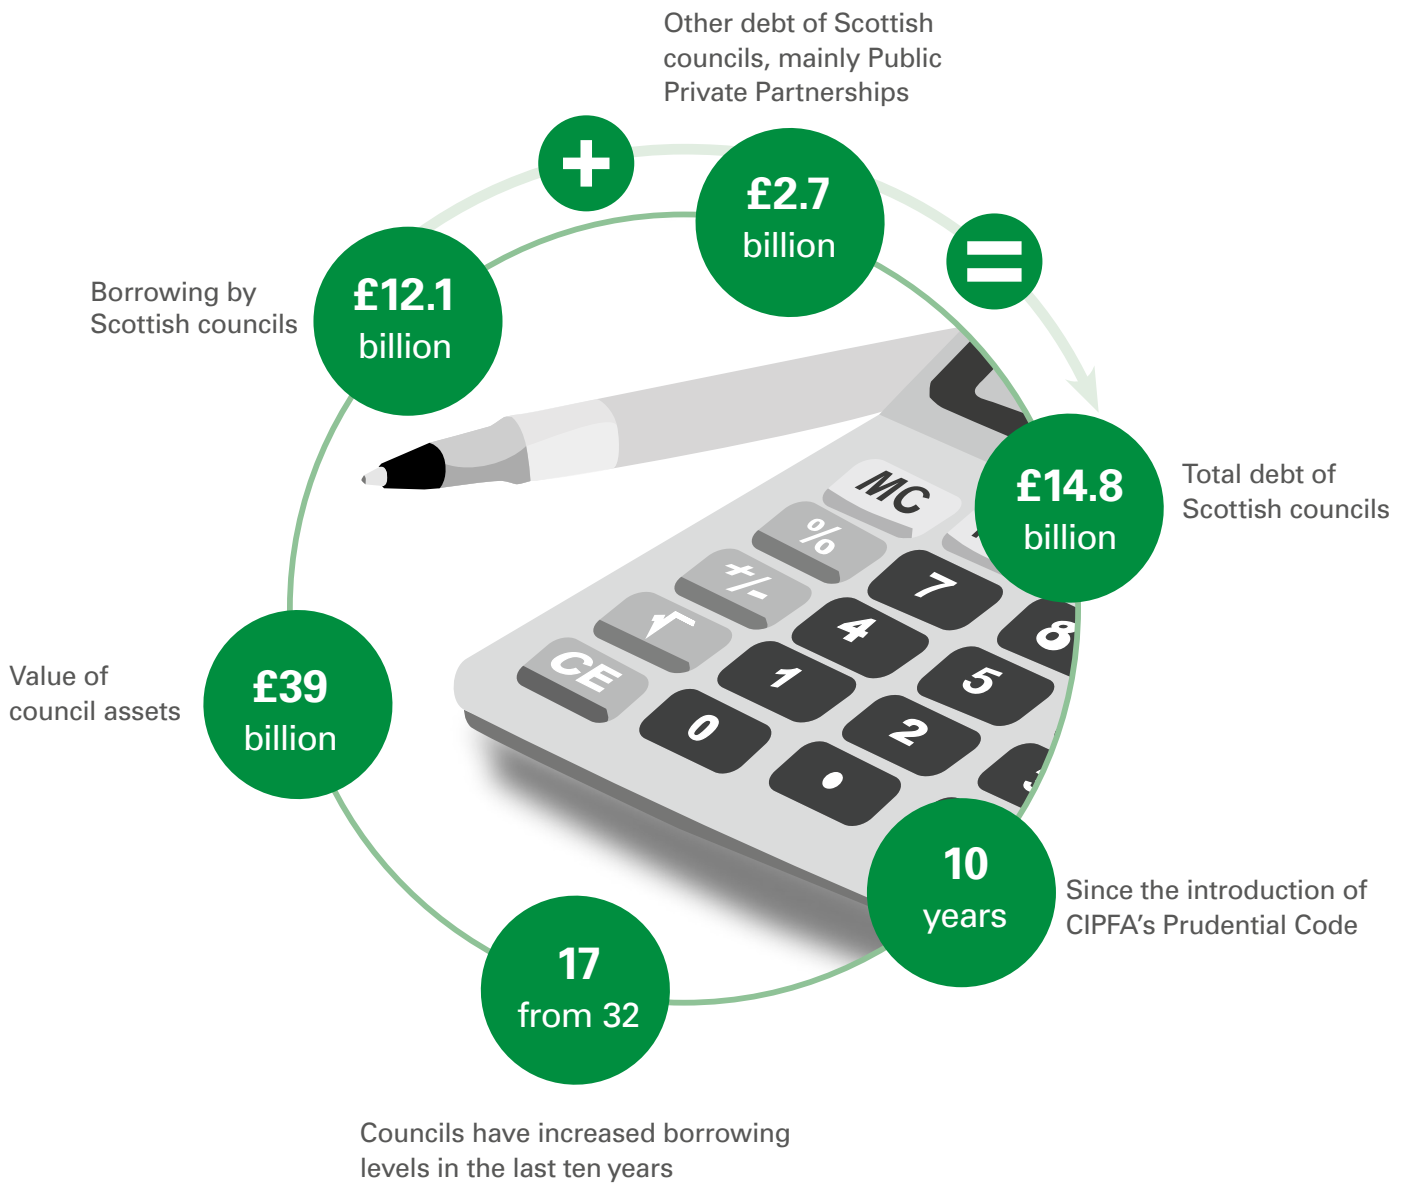 Other debt of Scottish
councils, mainly Public
Private Partnerships
+
£2.7
billion
=
Borrowing by
Scottish councils
£12.1
billion
£14.8
billion
Total debt of
Scottish councils
MC
%
+/-
√
CE
7
8
4
5
1
2
3
0
•
Value of
council assets
£39
billion
10
years
Since the introduction of
CIPFA's Prudential Code
17
from 32
Councils have increased borrowing
levels in the last ten years